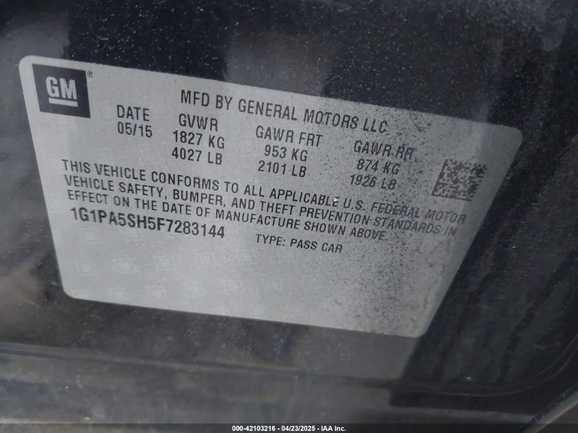 GM®
MFD BY GENERAL MOTORS LLC
DATE GVWR GAWR FRT GAWR RR
05/15 1827 KG 953 KG 874 KG
4027 LB 2101 LB 1926 LB
THIS VEHICLE CONFORMS TO ALL APPLICABLE U.S. FEDERAL MOTOR
VEHICLE SAFETY, BUMPER, AND THEFT PREVENTION STANDARDS IN
EFFECT ON THE DATE OF MANUFACTURE SHOWN ABOVE.
1G1PA5SH5F7283144 TYPE: PASS CAR
000-42103216 - 04/23/2025 - IAA Inc.